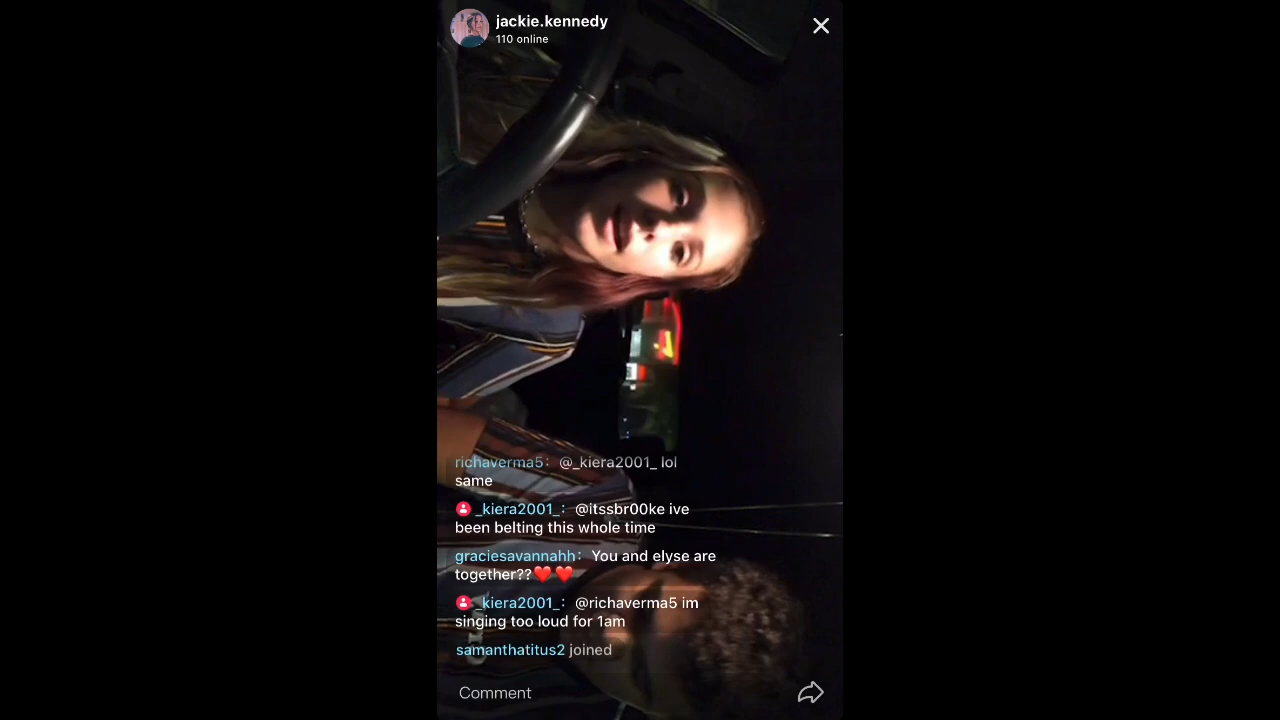 jackie.kennedy
110 online
richaverma5: @_kiera2001_ lol
same
_kiera2001_: @itssbr00ke ive
been belting this whole time
graciesavannahh: You and elyse are
together??❤️ ❤️
_kiera2001_: @richaverma5 im
singing too loud for 1am
samanthatitus2 joined
Comment